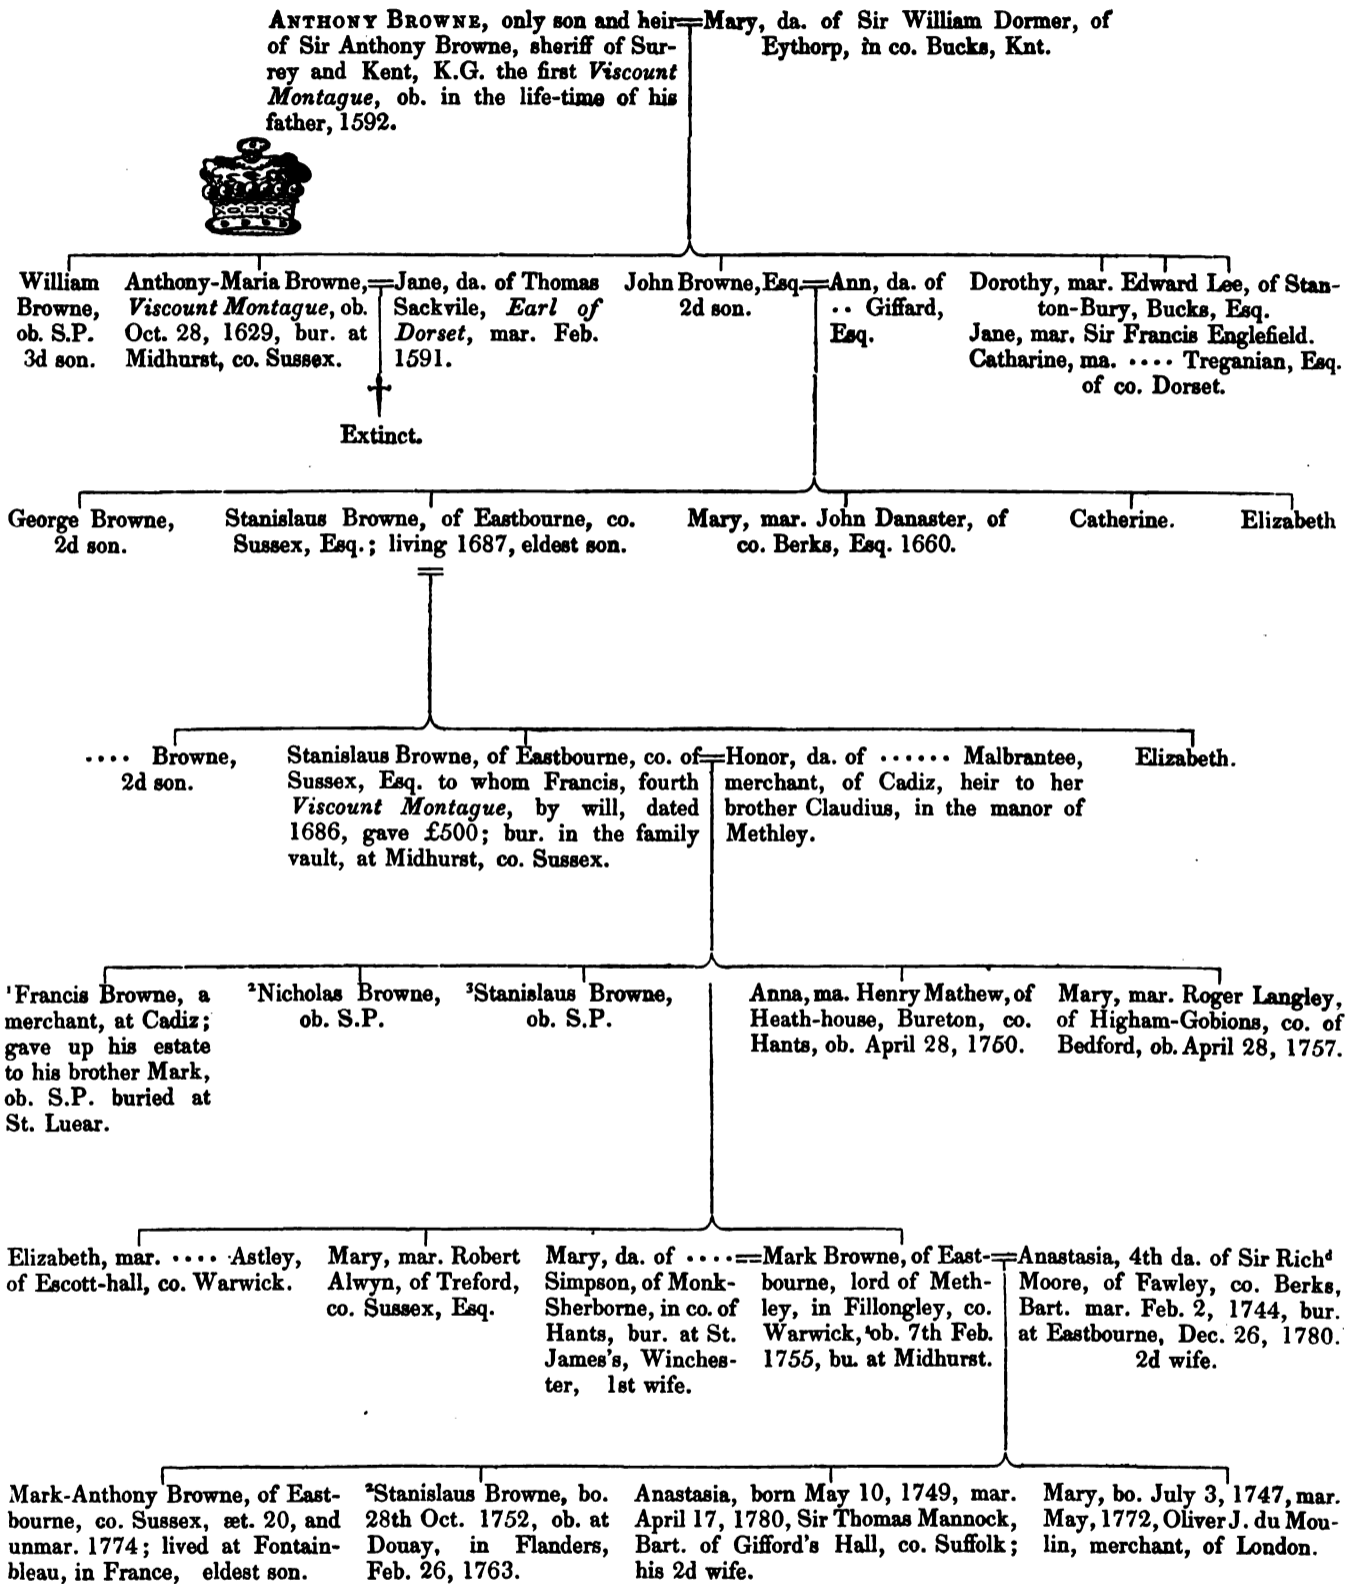 ANTHONY BROWNE, only son and heir
of Sir Anthony Browne, sheriff of Sur-
rey and Kent, K.G. the first Viscount
Montague, ob. in the life-time of his
father, 1592.
Mary, da. of Sir William Dormer, of
Eythorp, in co. Bucks, Knt.
William
Browne,
ob. S.P.
3d son.
Anthony-Maria Browne,
Viscount Montague, ob.
Oct. 28, 1629, bur. at
Midhurst, co. Sussex.
Jane, da. of Thomas
Sackvile, Earl of
Dorset, mar. Feb.
1591.
Extinct.
John Browne, Esq.
2d son.
Ann, da. of
·· Giffard,
Esq.
Dorothy, mar. Edward Lee, of Stan-
ton-Bury, Bucks, Esq.
Jane, mar. Sir Francis Englefield.
Catharine, ma. ···· Treganian, Esq.
of co. Dorset.
George Browne,
2d son.
Stanislaus Browne, of Eastbourne, co.
Sussex, Esq.; living 1687, eldest son.
Mary, mar. John Danaster, of
co. Berks, Esq. 1660.
Catherine.
Elizabeth
···· Browne,
2d son.
Stanislaus Browne, of Eastbourne, co. of
Sussex, Esq. to whom Francis, fourth
Viscount Montague, by will, dated
1686, gave £500; bur. in the family
vault, at Midhurst, co. Sussex.
Honor, da. of ······ Malbrantee,
merchant, of Cadiz, heir to her
brother Claudius, in the manor of
Methley.
Elizabeth.
¹Francis Browne, a
merchant, at Cadiz;
gave up his estate
to his brother Mark,
ob. S.P. buried at
St. Luear.
²Nicholas Browne,
ob. S.P.
³Stanislaus Browne,
ob. S.P.
Anna, ma. Henry Mathew, of
Heath-house, Bureton, co.
Hants, ob. April 28, 1750.
Mary, mar. Roger Langley,
of Higham-Gobions, co. of
Bedford, ob. April 28, 1757.
Elizabeth, mar. ···· Astley,
of Escott-hall, co. Warwick.
Mary, mar. Robert
Alwyn, of Treford,
co. Sussex, Esq.
Mary, da. of ····
Simpson, of Monk-
Sherborne, in co. of
Hants, bur. at St.
James's, Winches-
ter, 1st wife.
Mark Browne, of East-
bourne, lord of Meth-
ley, in Fillongley, co.
Warwick, ob. 7th Feb.
1755, bu. at Midhurst.
Anastasia, 4th da. of Sir Richᵈ
Moore, of Fawley, co. Berks,
Bart. mar. Feb. 2, 1744, bur.
at Eastbourne, Dec. 26, 1780.
2d wife.
Mark-Anthony Browne, of East-
bourne, co. Sussex, æt. 20, and
unmar. 1774; lived at Fontain-
bleau, in France, eldest son.
²Stanislaus Browne, bo.
28th Oct. 1752, ob. at
Douay, in Flanders,
Feb. 26, 1763.
Anastasia, born May 10, 1749, mar.
April 17, 1780, Sir Thomas Mannock,
Bart. of Gifford's Hall, co. Suffolk;
his 2d wife.
Mary, bo. July 3, 1747, mar.
May, 1772, Oliver J. du Mou-
lin, merchant, of London.